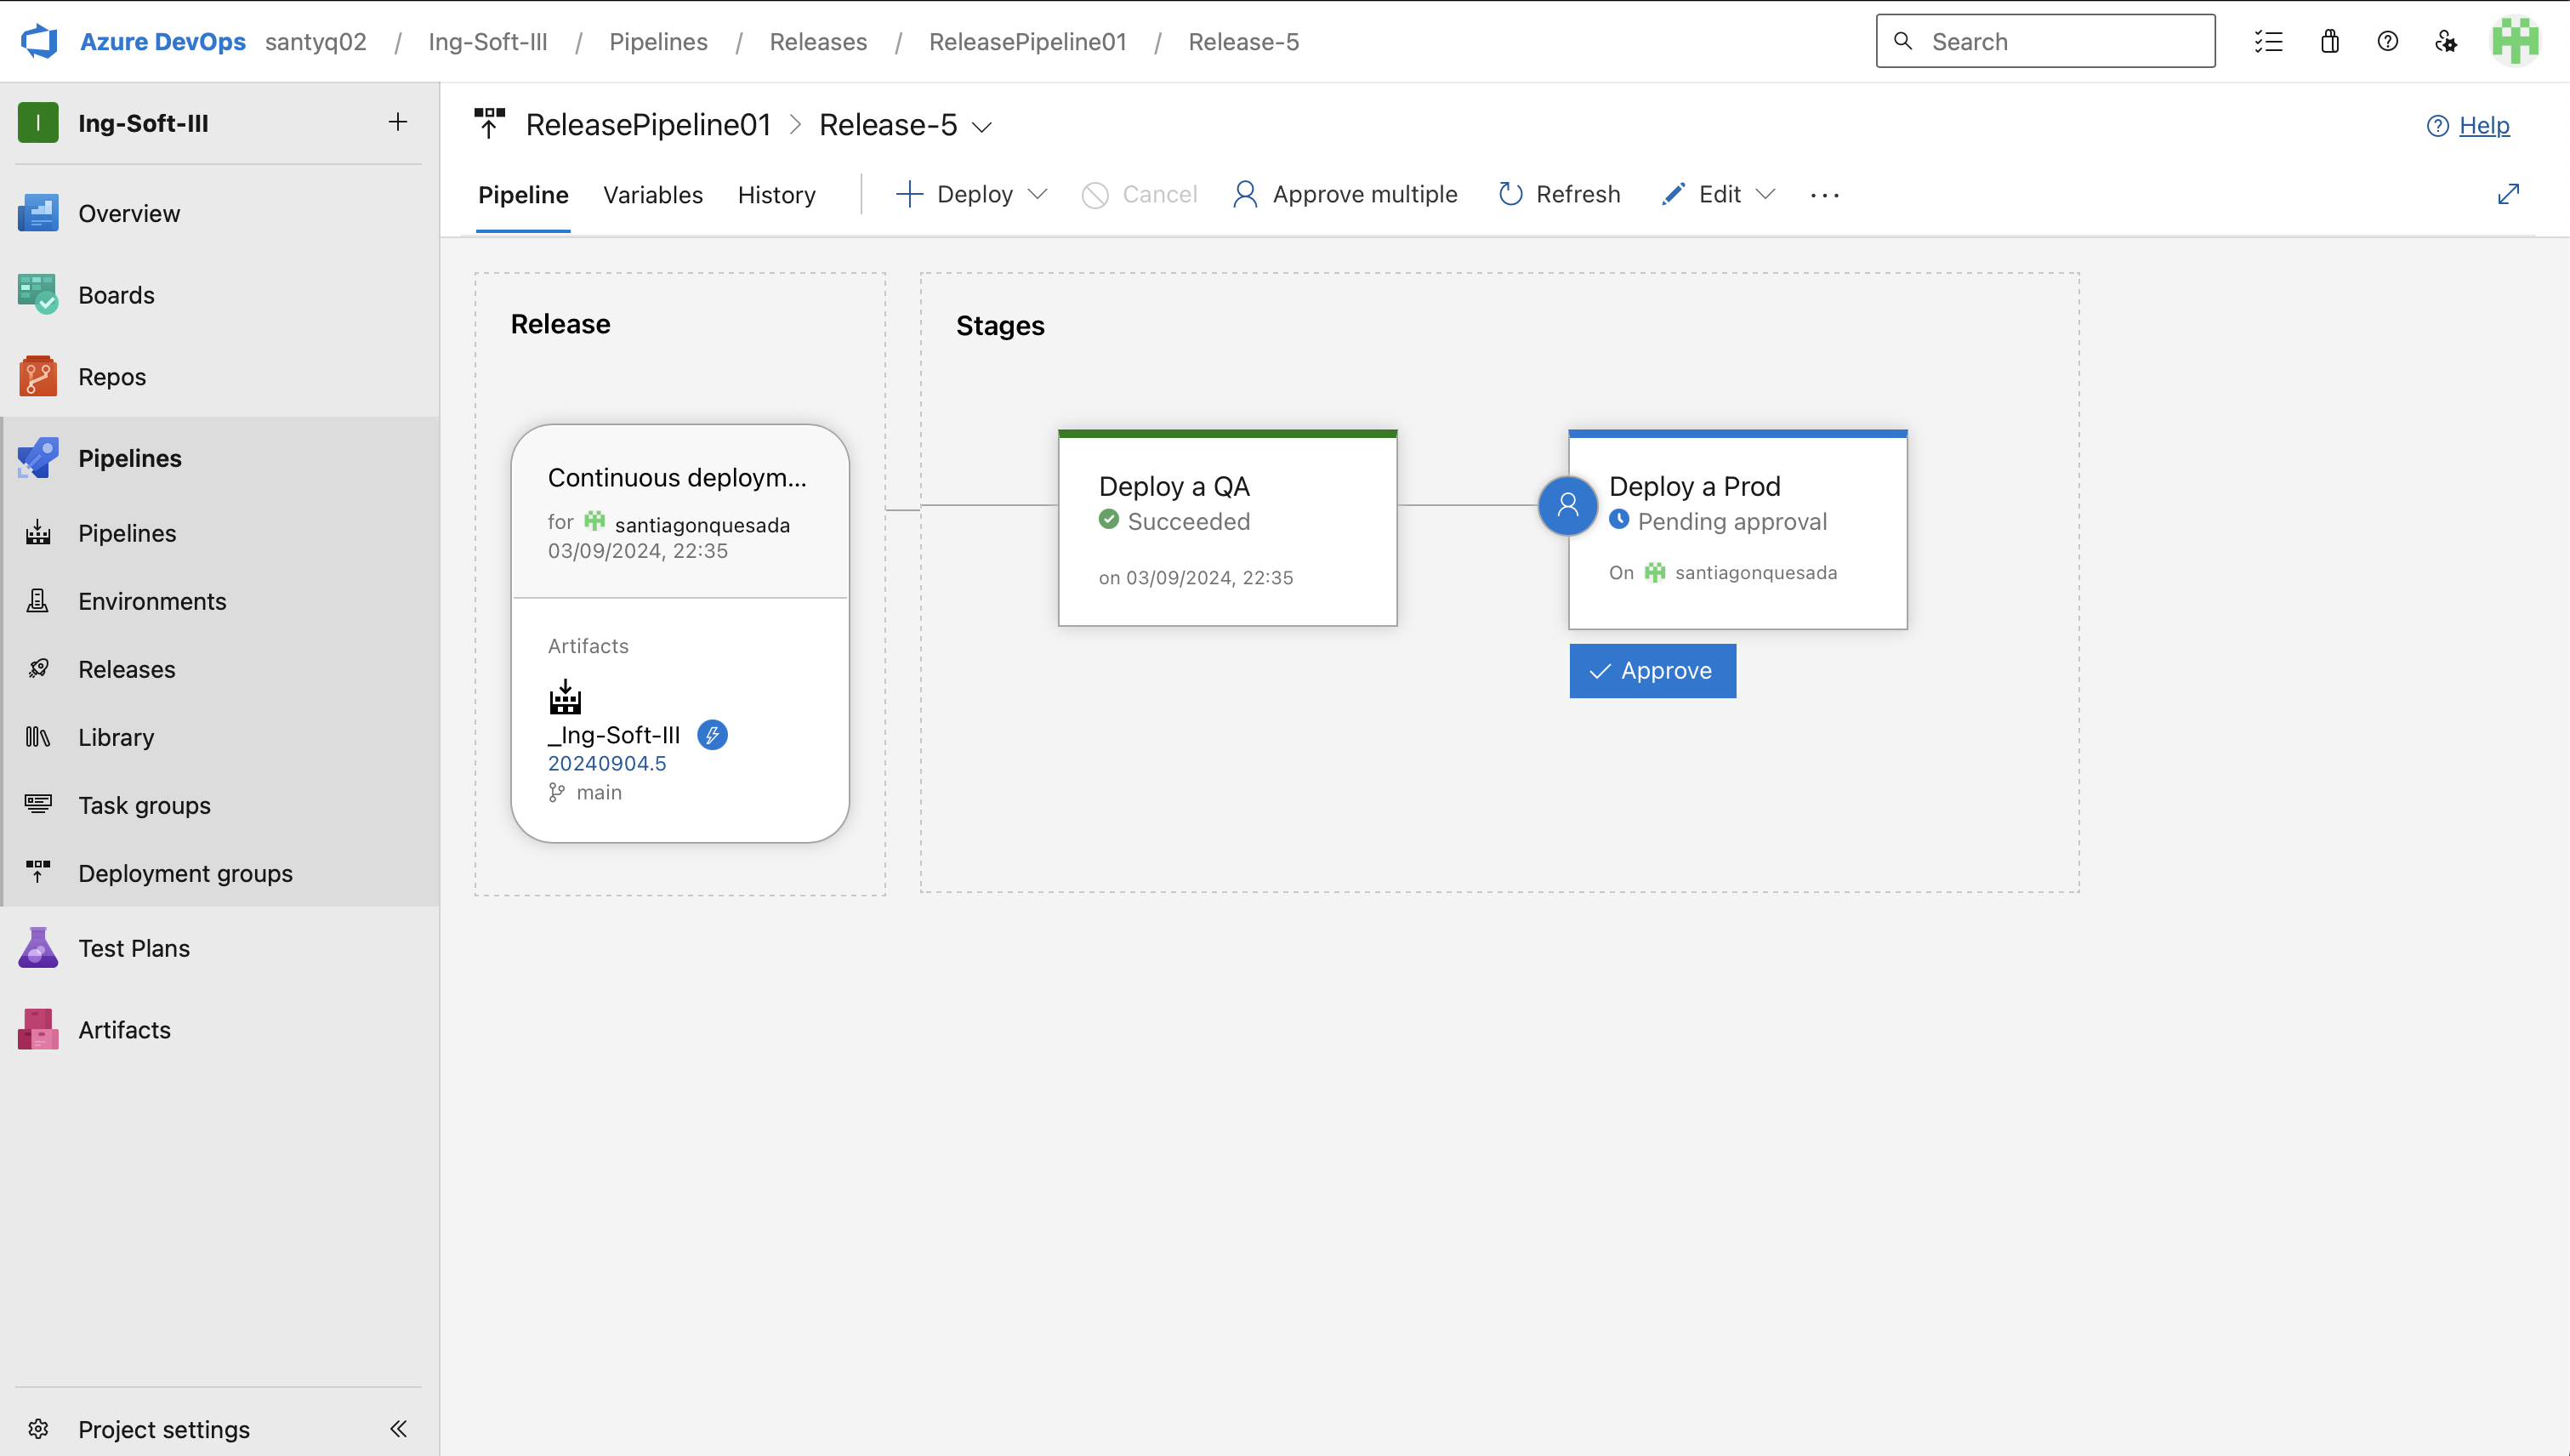 Azure DevOps santyq02 / Ing-Soft-III / Pipelines / Releases / ReleasePipeline01 / Release-5
Search
I Ing-Soft-III
Overview
Boards
Repos
Pipelines
Pipelines
Environments
Releases
Library
Task groups
Deployment groups
Test Plans
Artifacts
Project settings
ReleasePipeline01 > Release-5
Help
Pipeline Variables History Deploy Cancel Approve multiple Refresh Edit ...
Release
Continuous deploym...
for santiagonquesada
03/09/2024, 22:35
Artifacts
_Ing-Soft-III
20240904.5
main
Stages
Deploy a QA
Succeeded
on 03/09/2024, 22:35
Deploy a Prod
Pending approval
On santiagonquesada
Approve